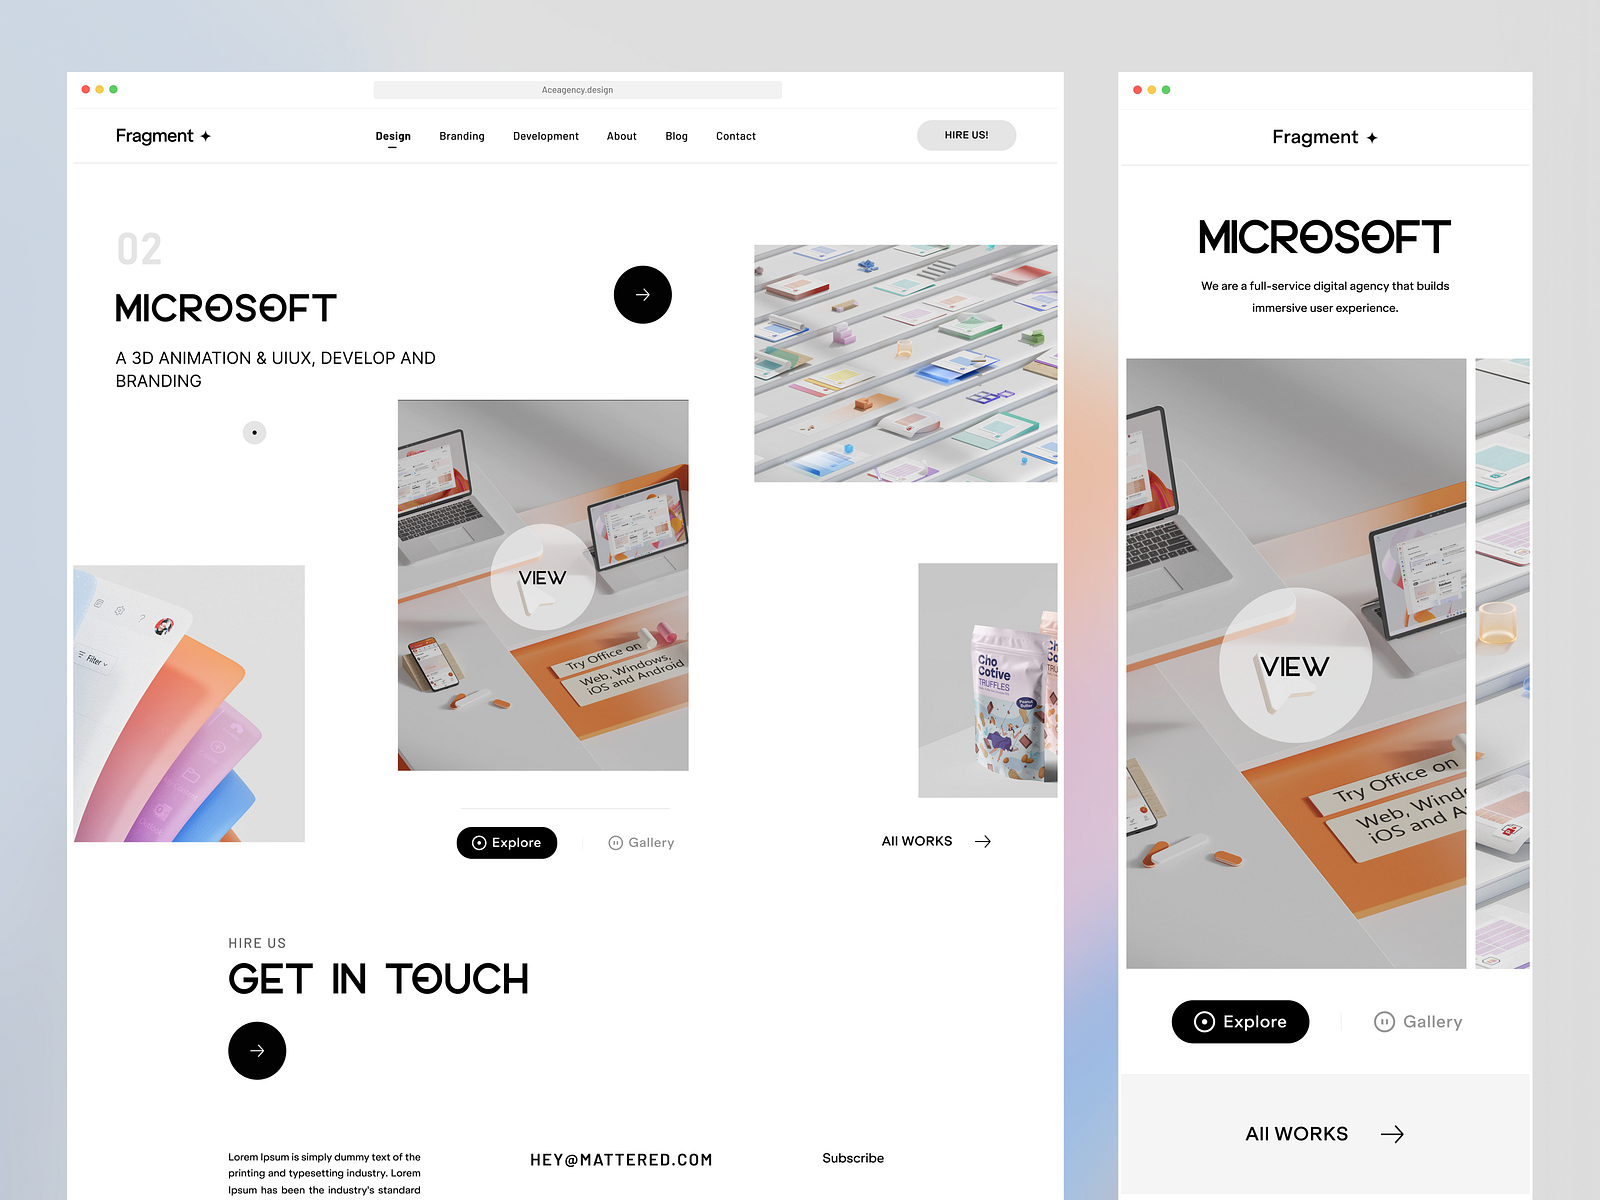 Aceagency.design
Fragment
Design Branding Development About Blog Contact
HIRE US!
02
MICROSOFT
A 3D ANIMATION & UIUX, DEVELOP AND
BRANDING
VIEW
Try Office on
Web, Windows,
iOS and Android
Filter
?
Cho
Cotive
TRUFFLES
Peanut
Butter
Explore
Gallery
All WORKS
HIRE US
GET IN TOUCH
Lorem Ipsum is simply dummy text of the
printing and typesetting industry. Lorem
Ipsum has been the industry's standard
HEY@MATTERED.COM
Subscribe
Fragment
MICROSOFT
We are a full-service digital agency that builds
immersive user experience.
VIEW
Try Office on
Web, Windo
iOS and A
Explore
Gallery
All WORKS